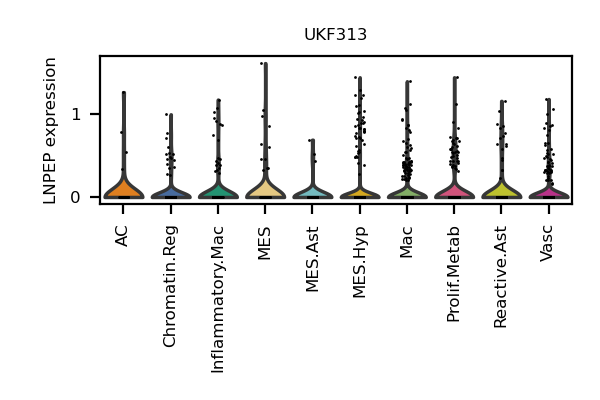 UKF313
LNPEP expression
1
0
AC
Chromatin.Reg
Inflammatory.Mac
MES
MES.Ast
MES.Hyp
Mac
Prolif.Metab
Reactive.Ast
Vasc